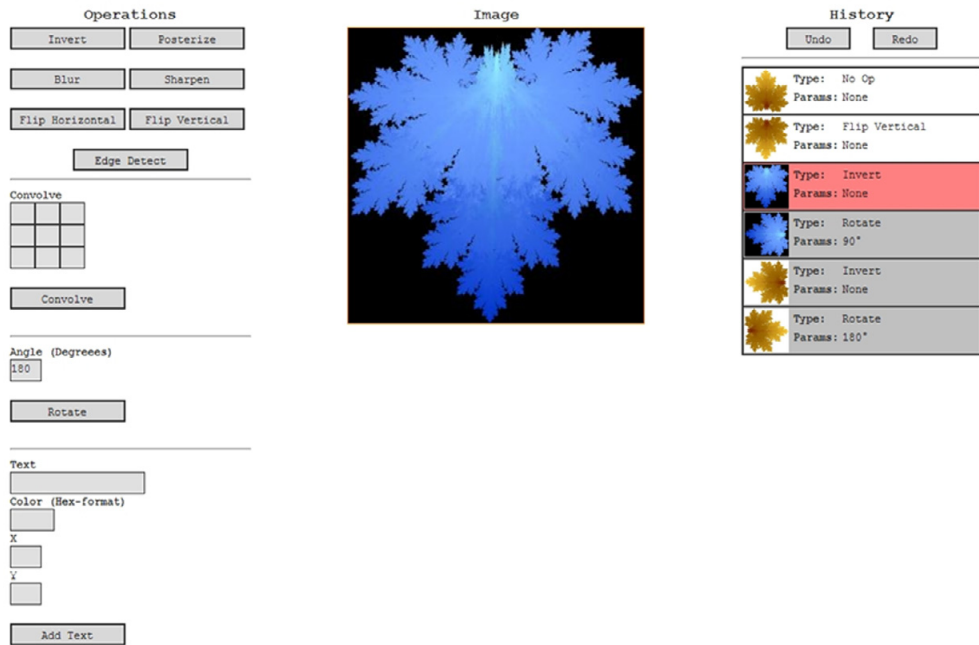 Operations
Invert Posterize
Blur Sharpen
Flip Horizontal Flip Vertical
Edge Detect
Convolve
Convolve
Angle (Degreees)
180
Rotate
Text
Color (Hex-format)
X
Y
Add Text
Image
History
Undo Redo
Type: No Op
Params: None
Type: Flip Vertical
Params: None
Type: Invert
Params: None
Type: Rotate
Params: 90°
Type: Invert
Params: None
Type: Rotate
Params: 180°